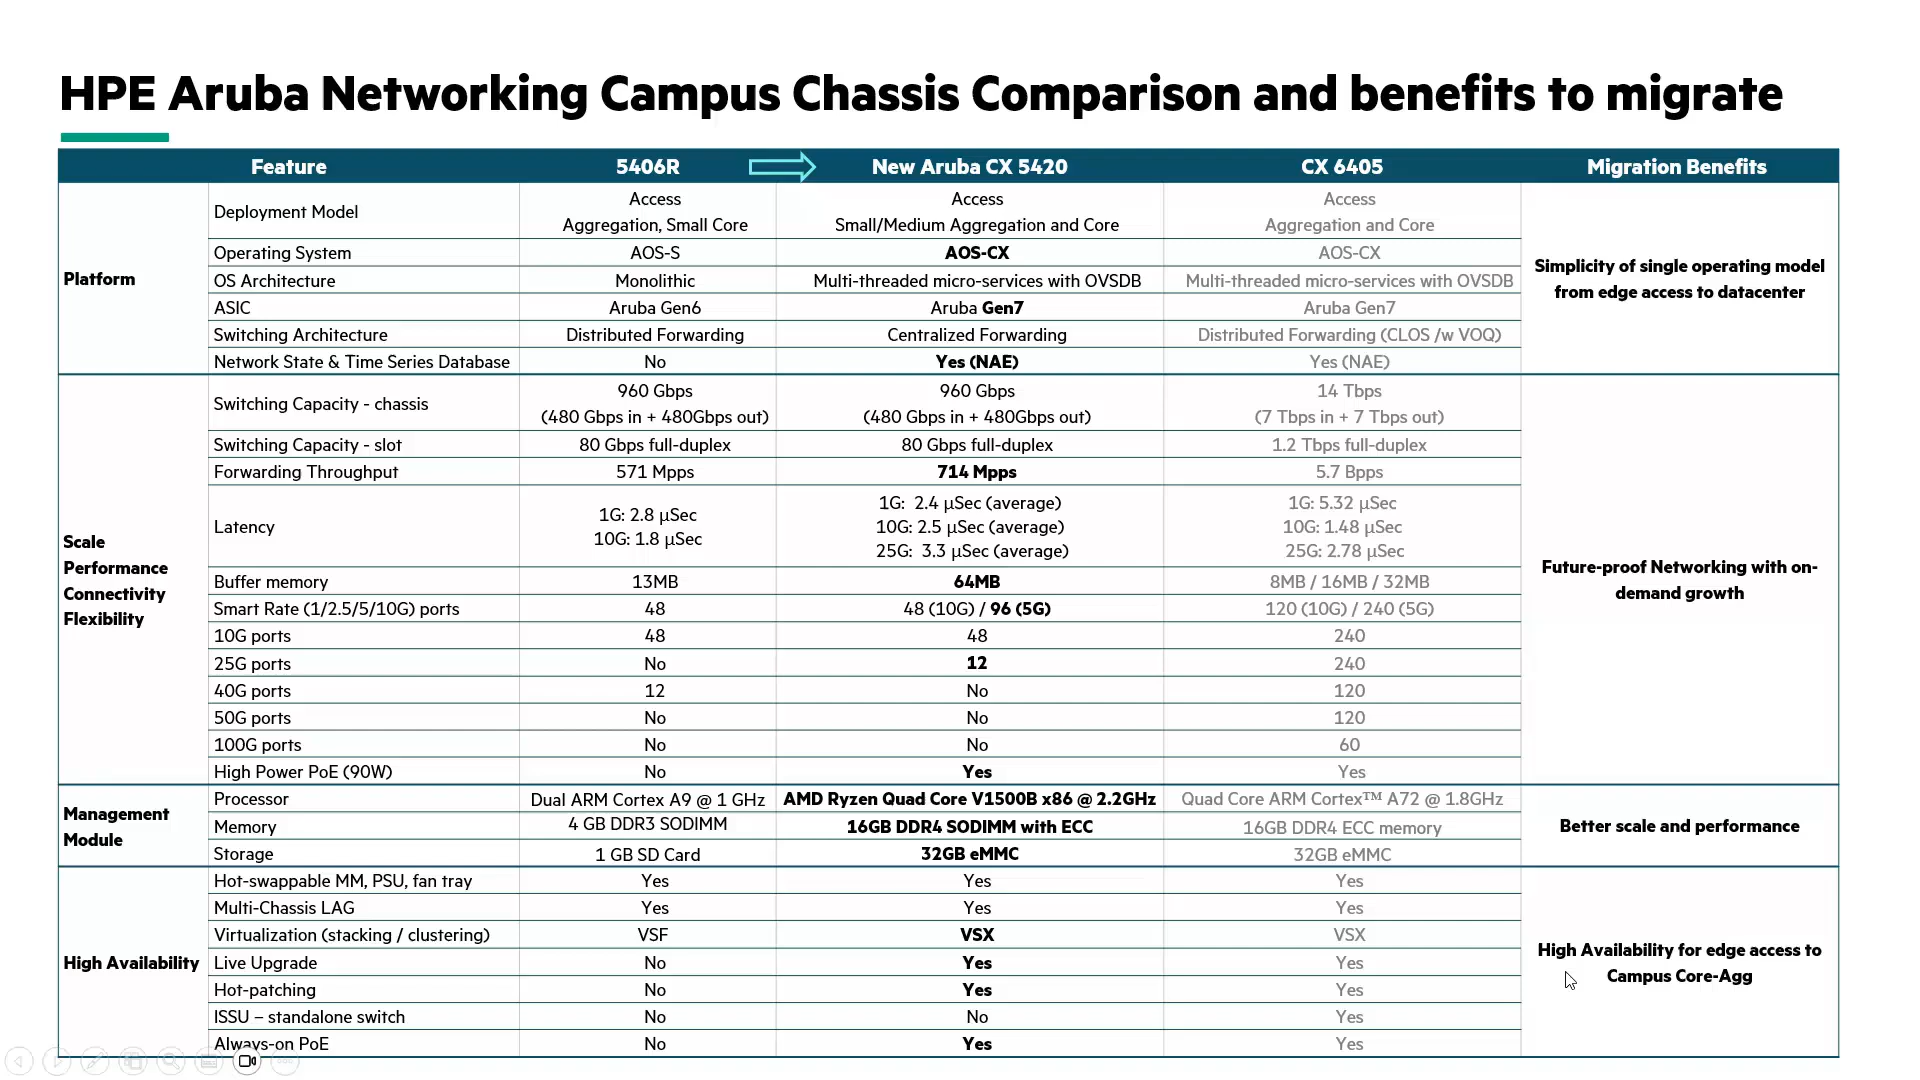 HPE Aruba Networking Campus Chassis Comparison and benefits to migrate
Feature 5406R New Aruba CX 5420 CX 6405 Migration Benefits
Platform
Deployment Model
Access
Aggregation, Small Core
Access
Small/Medium Aggregation and Core
Access
Aggregation and Core
Operating System AOS-S AOS-CX AOS-CX
OS Architecture Monolithic Multi-threaded micro-services with OVSDB Multi-threaded micro-services with OVSDB
ASIC Aruba Gen6 Aruba Gen7 Aruba Gen7
Switching Architecture Distributed Forwarding Centralized Forwarding Distributed Forwarding (CLOS /w VOQ)
Network State & Time Series Database No Yes (NAE) Yes (NAE)
Simplicity of single operating model
from edge access to datacenter
Scale
Performance
Connectivity
Flexibility
Switching Capacity - chassis
960 Gbps
(480 Gbps in + 480Gbps out)
960 Gbps
(480 Gbps in + 480Gbps out)
14 Tbps
(7 Tbps in + 7 Tbps out)
Switching Capacity - slot 80 Gbps full-duplex 80 Gbps full-duplex 1.2 Tbps full-duplex
Forwarding Throughput 571 Mpps 714 Mpps 5.7 Bpps
Latency
1G: 2.8 µSec
10G: 1.8 µSec
1G: 2.4 µSec (average)
10G: 2.5 µSec (average)
25G: 3.3 µSec (average)
1G: 5.32 µSec
10G: 1.48 µSec
25G: 2.78 µSec
Buffer memory 13MB 64MB 8MB / 16MB / 32MB
Smart Rate (1/2.5/5/10G) ports 48 48 (10G) / 96 (5G) 120 (10G) / 240 (5G)
10G ports 48 48 240
25G ports No 12 240
40G ports 12 No 120
50G ports No No 120
100G ports No No 60
High Power PoE (90W) No Yes Yes
Future-proof Networking with on-
demand growth
Management
Module
Processor Dual ARM Cortex A9 @ 1 GHz AMD Ryzen Quad Core V1500B x86 @ 2.2GHz Quad Core ARM Cortex™ A72 @ 1.8GHz
Memory 4 GB DDR3 SODIMM 16GB DDR4 SODIMM with ECC 16GB DDR4 ECC memory
Storage 1 GB SD Card 32GB eMMC 32GB eMMC
Better scale and performance
High Availability
Hot-swappable MM, PSU, fan tray Yes Yes Yes
Multi-Chassis LAG Yes Yes Yes
Virtualization (stacking / clustering) VSF VSX VSX
Live Upgrade No Yes Yes
Hot-patching No Yes Yes
ISSU – standalone switch No No Yes
Always-on PoE No Yes Yes
High Availability for edge access to
Campus Core-Agg